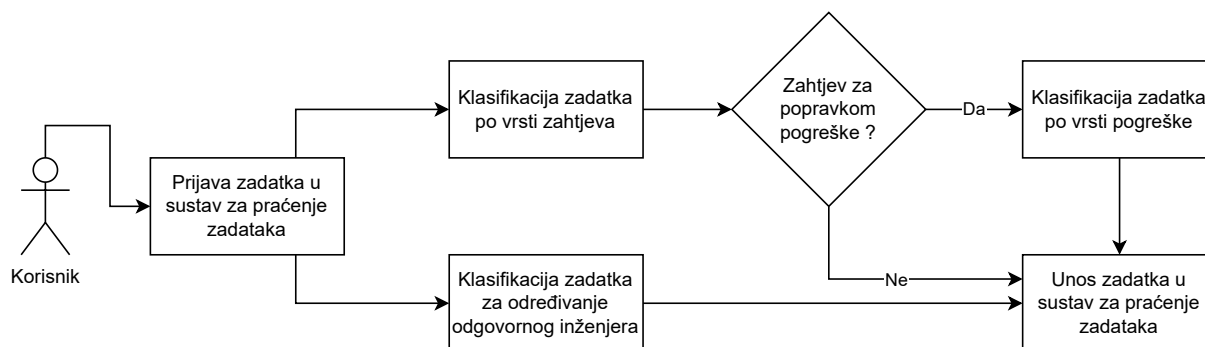 Korisnik
Prijava zadatka u
sustav za praćenje
zadataka
Klasifikacija zadatka
po vrsti zahtjeva
Zahtjev za
popravkom
pogreške ?
Da
Klasifikacija zadatka
po vrsti pogreške
Klasifikacija zadatka
za određivanje
odgovornog inženjera
Ne
Unos zadatka u
sustav za praćenje
zadataka